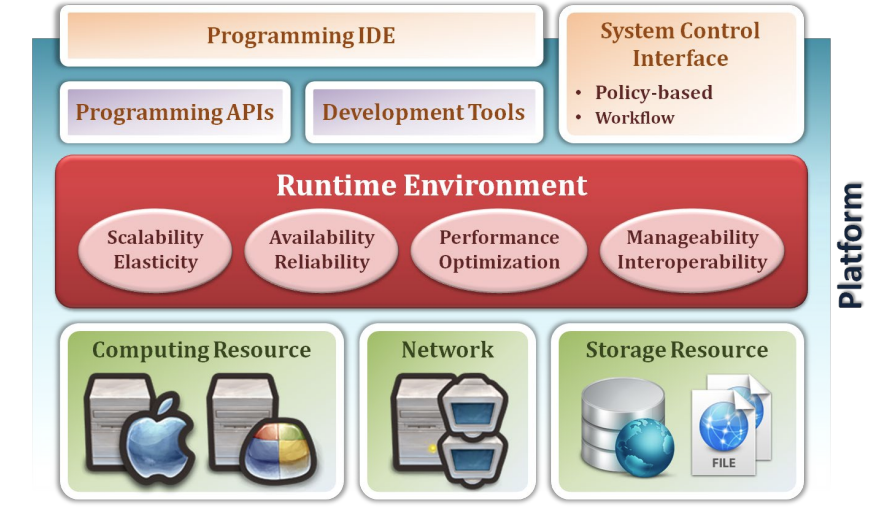 Programming IDE
System Control
Interface
• Policy-based
• Workflow
Programming APIs
Development Tools
Runtime Environment
Scalability
Elasticity
Availability
Reliability
Performance
Optimization
Manageability
Interoperability
Platform
Computing Resource
Network
Storage Resource
FILE